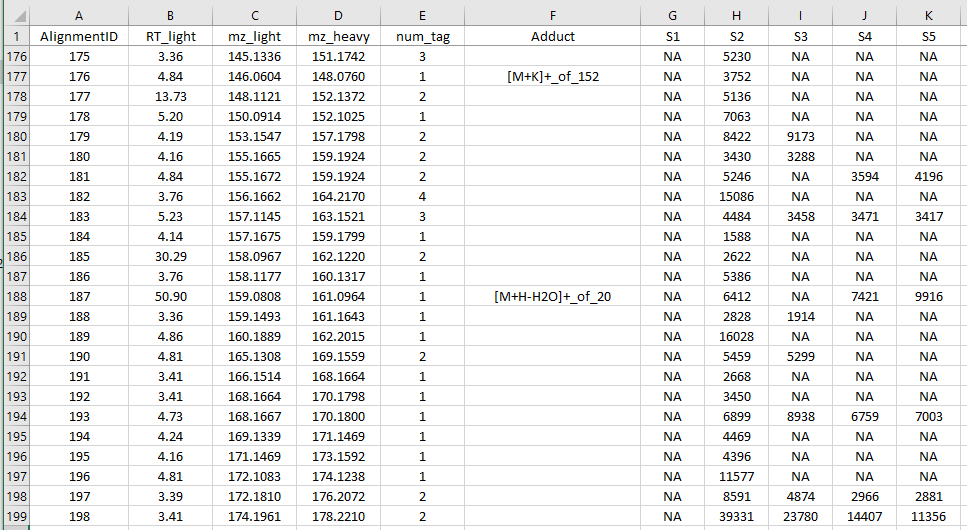 A B C D E F G H I J K
1 AlignmentID RT_light mz_light mz_heavy num_tag Adduct S1 S2 S3 S4 S5
176 175 3.36 145.1336 151.1742 3 NA 5230 NA NA NA
177 176 4.84 146.0604 148.0760 1 [M+K]+_of_152 NA 3752 NA NA NA
178 177 13.73 148.1121 152.1372 2 NA 5136 NA NA NA
179 178 5.20 150.0914 152.1025 1 NA 7063 NA NA NA
180 179 4.19 153.1547 157.1798 2 NA 8422 9173 NA NA
181 180 4.16 155.1665 159.1924 2 NA 3430 3288 NA NA
182 181 4.84 155.1672 159.1924 2 NA 5246 NA 3594 4196
183 182 3.76 156.1662 164.2170 4 NA 15086 NA NA NA
184 183 5.23 157.1145 163.1521 3 NA 4484 3458 3471 3417
185 184 4.14 157.1675 159.1799 1 NA 1588 NA NA NA
186 185 30.29 158.0967 162.1220 2 NA 2622 NA NA NA
187 186 3.76 158.1177 160.1317 1 NA 5386 NA NA NA
188 187 50.90 159.0808 161.0964 1 [M+H-H2O]+_of_20 NA 6412 NA 7421 9916
189 188 3.36 159.1493 161.1643 1 NA 2828 1914 NA NA
190 189 4.86 160.1889 162.2015 1 NA 16028 NA NA NA
191 190 4.81 165.1308 169.1559 2 NA 5459 5299 NA NA
192 191 3.41 166.1514 168.1664 1 NA 2668 NA NA NA
193 192 3.41 168.1664 170.1798 1 NA 3450 NA NA NA
194 193 4.73 168.1667 170.1800 1 NA 6899 8938 6759 7003
195 194 4.24 169.1339 171.1469 1 NA 4469 NA NA NA
196 195 4.16 171.1469 173.1592 1 NA 4396 NA NA NA
197 196 4.81 172.1083 174.1238 1 NA 11577 NA NA NA
198 197 3.39 172.1810 176.2072 2 NA 8591 4874 2966 2881
199 198 3.41 174.1961 178.2210 2 NA 39331 23780 14407 11356